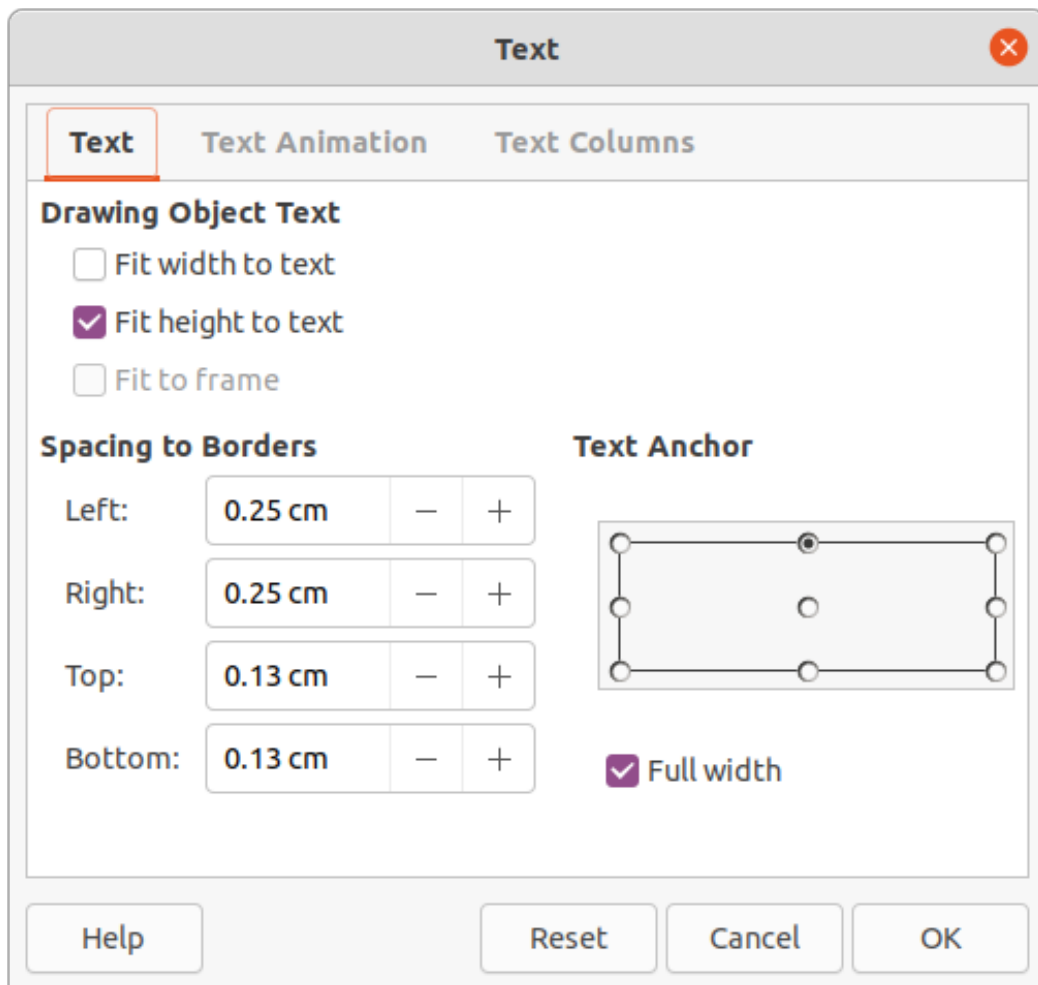 Text
Text Text Animation Text Columns
Drawing Object Text
Fit width to text
Fit height to text
Fit to frame
Spacing to Borders Text Anchor
Left: 0.25 cm − +
Right: 0.25 cm − +
Top: 0.13 cm − +
Bottom: 0.13 cm − +
Full width
Help Reset Cancel OK